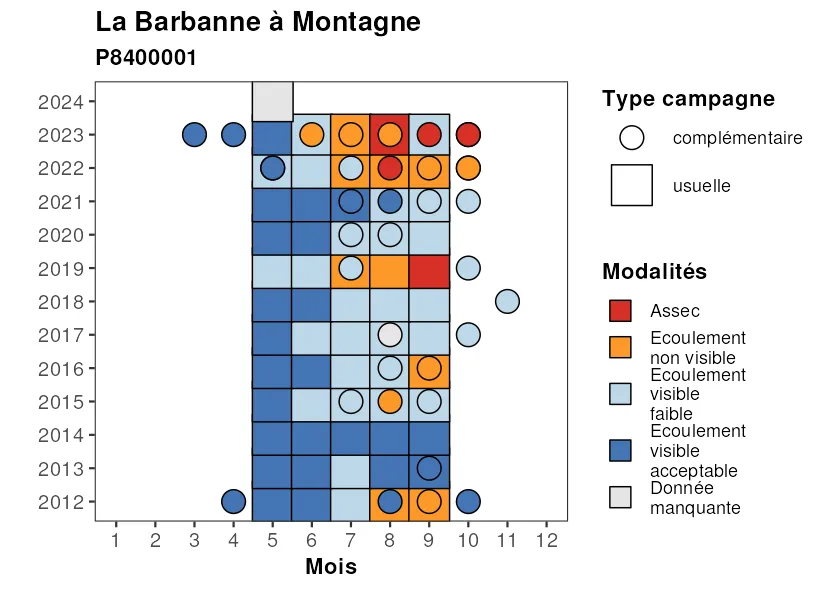 La Barbanne à Montagne
P8400001
2024
2023
2022
2021
2020
2019
2018
2017
2016
2015
2014
2013
2012
1 2 3 4 5 6 7 8 9 10 11 12
Mois
Type campagne
complémentaire
usuelle
Modalités
Assec
Ecoulement
non visible
Ecoulement
visible
faible
Ecoulement
visible
acceptable
Donnée
manquante